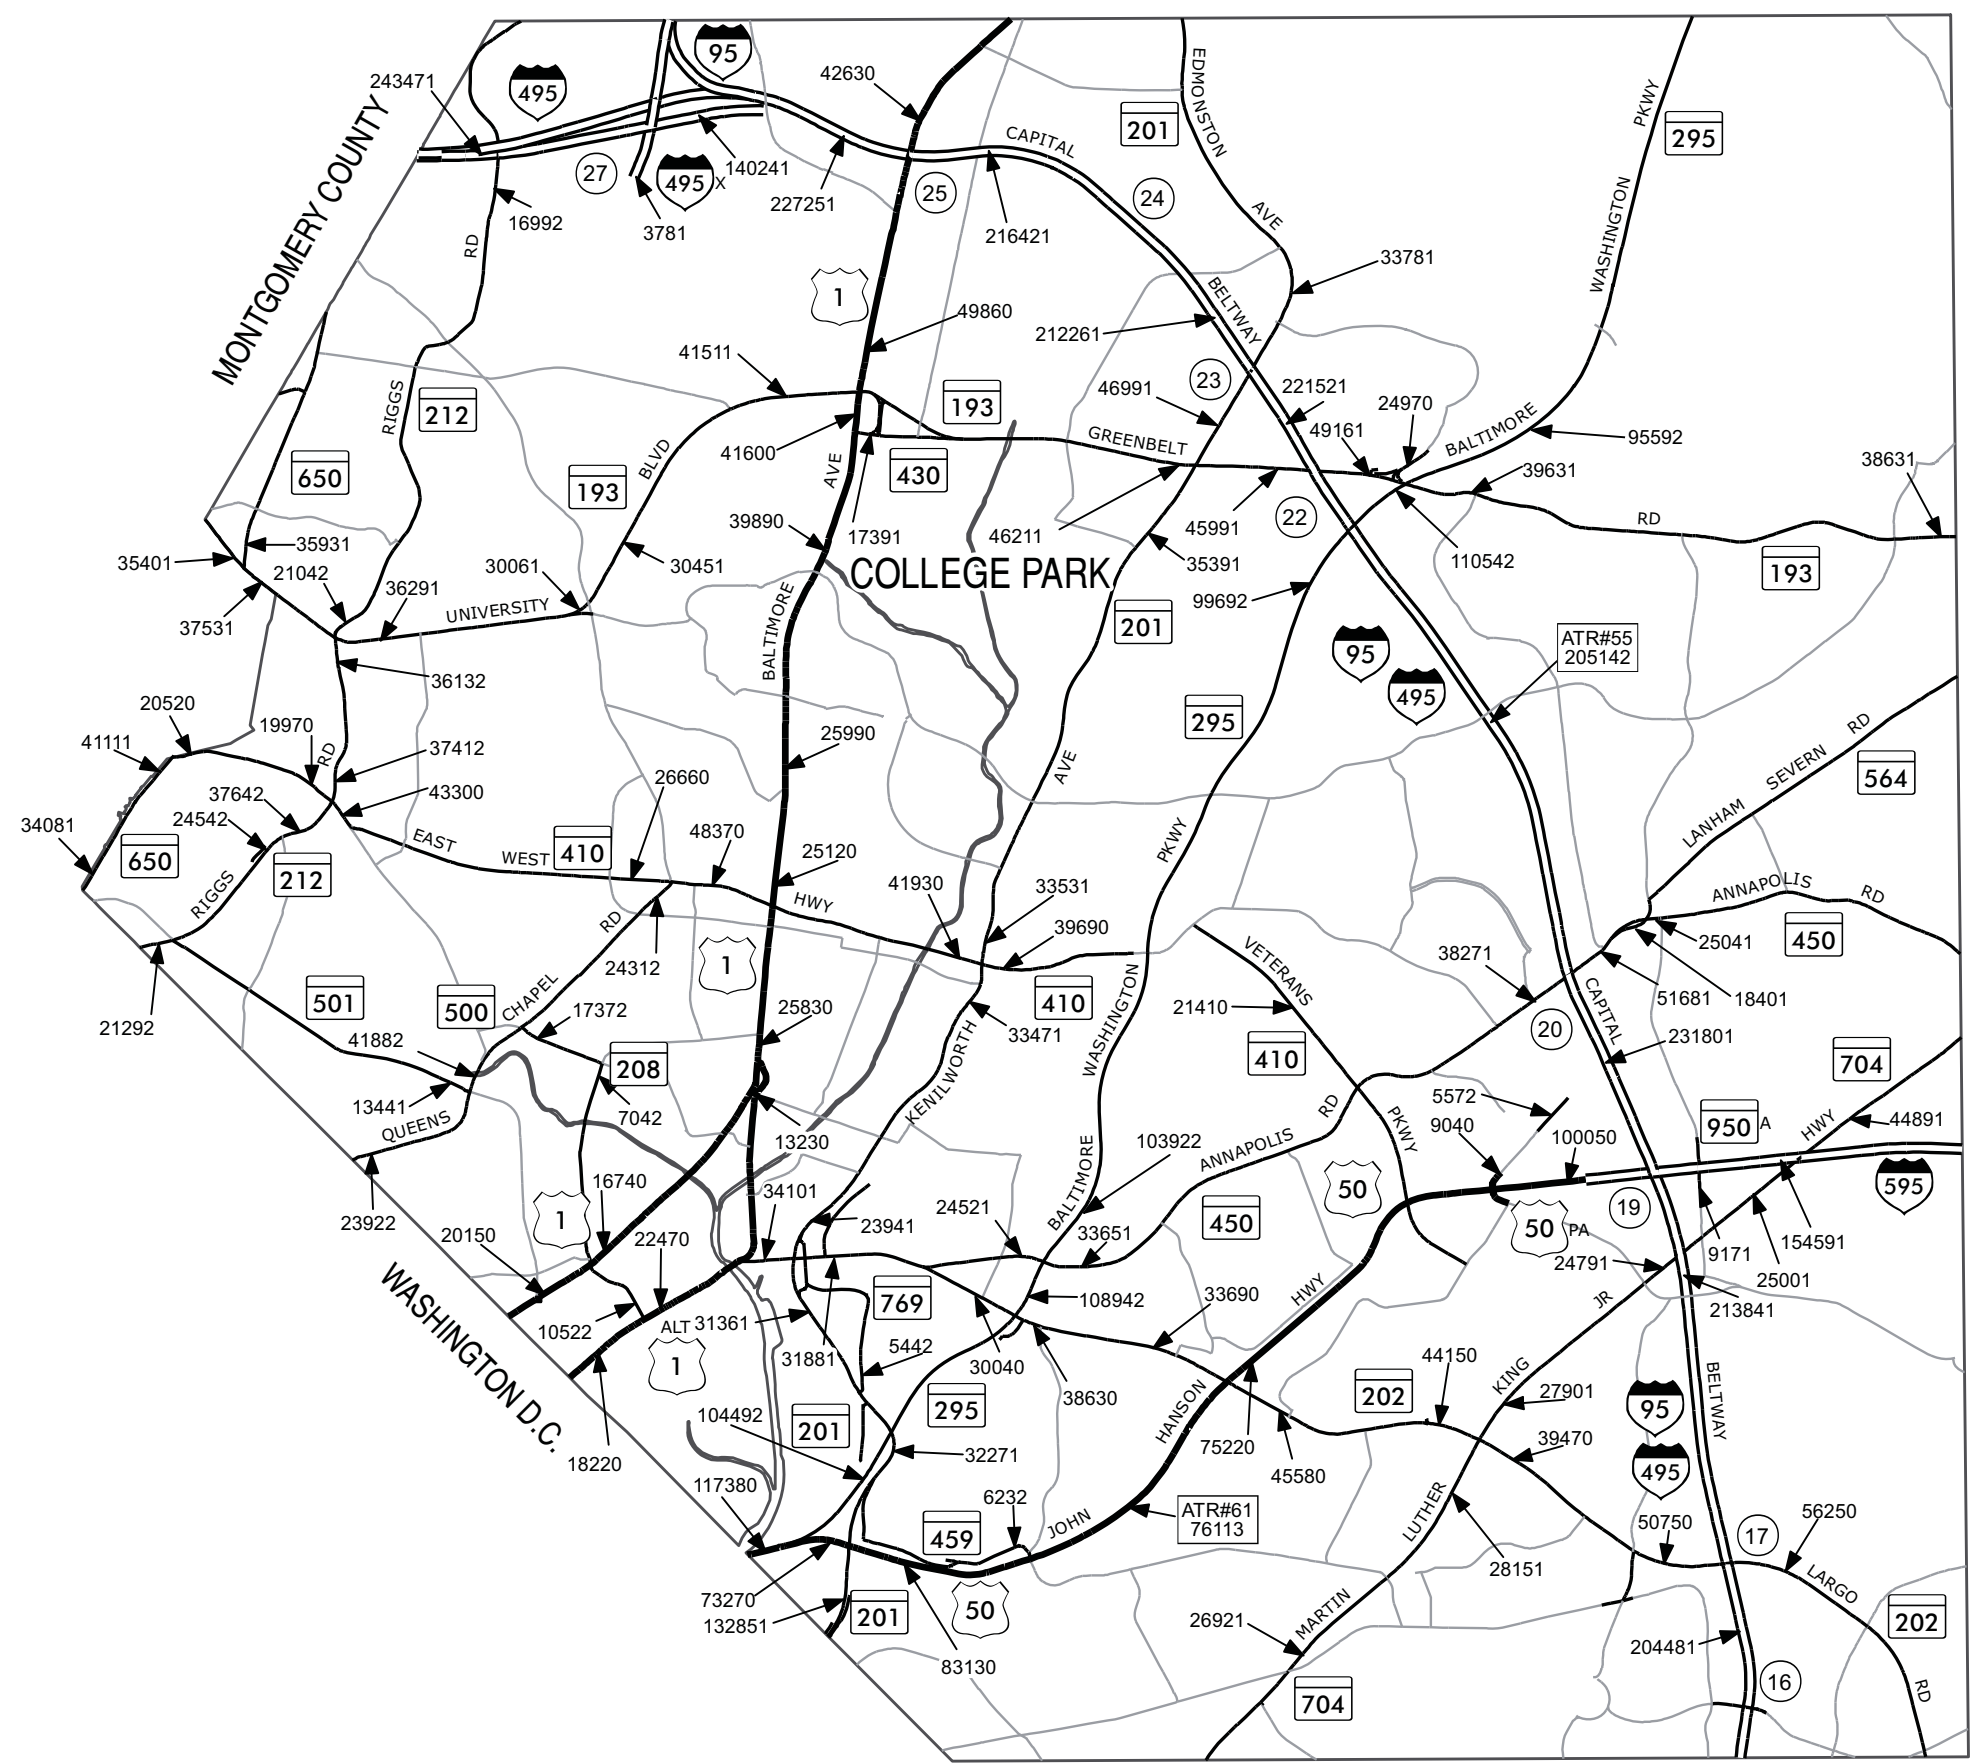 95
42630
243471
495
EDMONSTON
201
PKWY
295
CAPITAL
MONTGOMERY COUNTY
140241
27
495
X
227251
25
24
16992
3781
216421
AVE
RD
33781
WASHINGTON
1
49860
BELTWAY
212261
41511
23
46991
221521
24970
193
RIGGS
212
BALTIMORE
49161
95592
GREENBELT
41600
AVE
430
BLVD
650
193
39631
38631
39890
17391
46211
45991
22
RD
35931
35401
21042
30061
30451
COLLEGE PARK
35391
110542
193
36291
99692
37531
UNIVERSITY
BALTIMORE
201
95
ATR#55
205142
36132
495
20520
19970
295
RD
41111
RD
37412
25990
SEVERN
564
AVE
37642
43300
26660
24542
34081
EAST
410
48370
LANHAM
PKWY
650
WEST
25120
212
41930
33531
ANNAPOLIS
RD
RIGGS
HWY
RD
39690
450
25041
VETERANS
38271
24312
1
CHAPEL
501
500
410
WASHINGTON
21410
CAPITAL
51681
18401
21292
17372
25830
33471
20
231801
41882
208
410
704
KENILWORTH
13441
7042
5572
RD
950
A
HWY
44891
QUEENS
13230
9040
PKWY
100050
103922
ANNAPOLIS
BALTIMORE
50
595
16740
34101
23922
1
23941
24521
450
19
50
PA
20150
22470
33651
24791
9171
154591
25001
769
108942
33690
HWY
JR
213841
10522
ALT
31361
1
31881
5442
30040
WASHINGTON D.C.
44150
KING
27901
BELTWAY
38630
202
295
95
104492
201
HANSON
75220
39470
18220
32271
45580
495
117380
6232
LUTHER
459
JOHN
ATR#61
76113
56250
50750
17
28151
73270
LARGO
132851
201
50
26921
MARTIN
202
204481
83130
16
704
RD